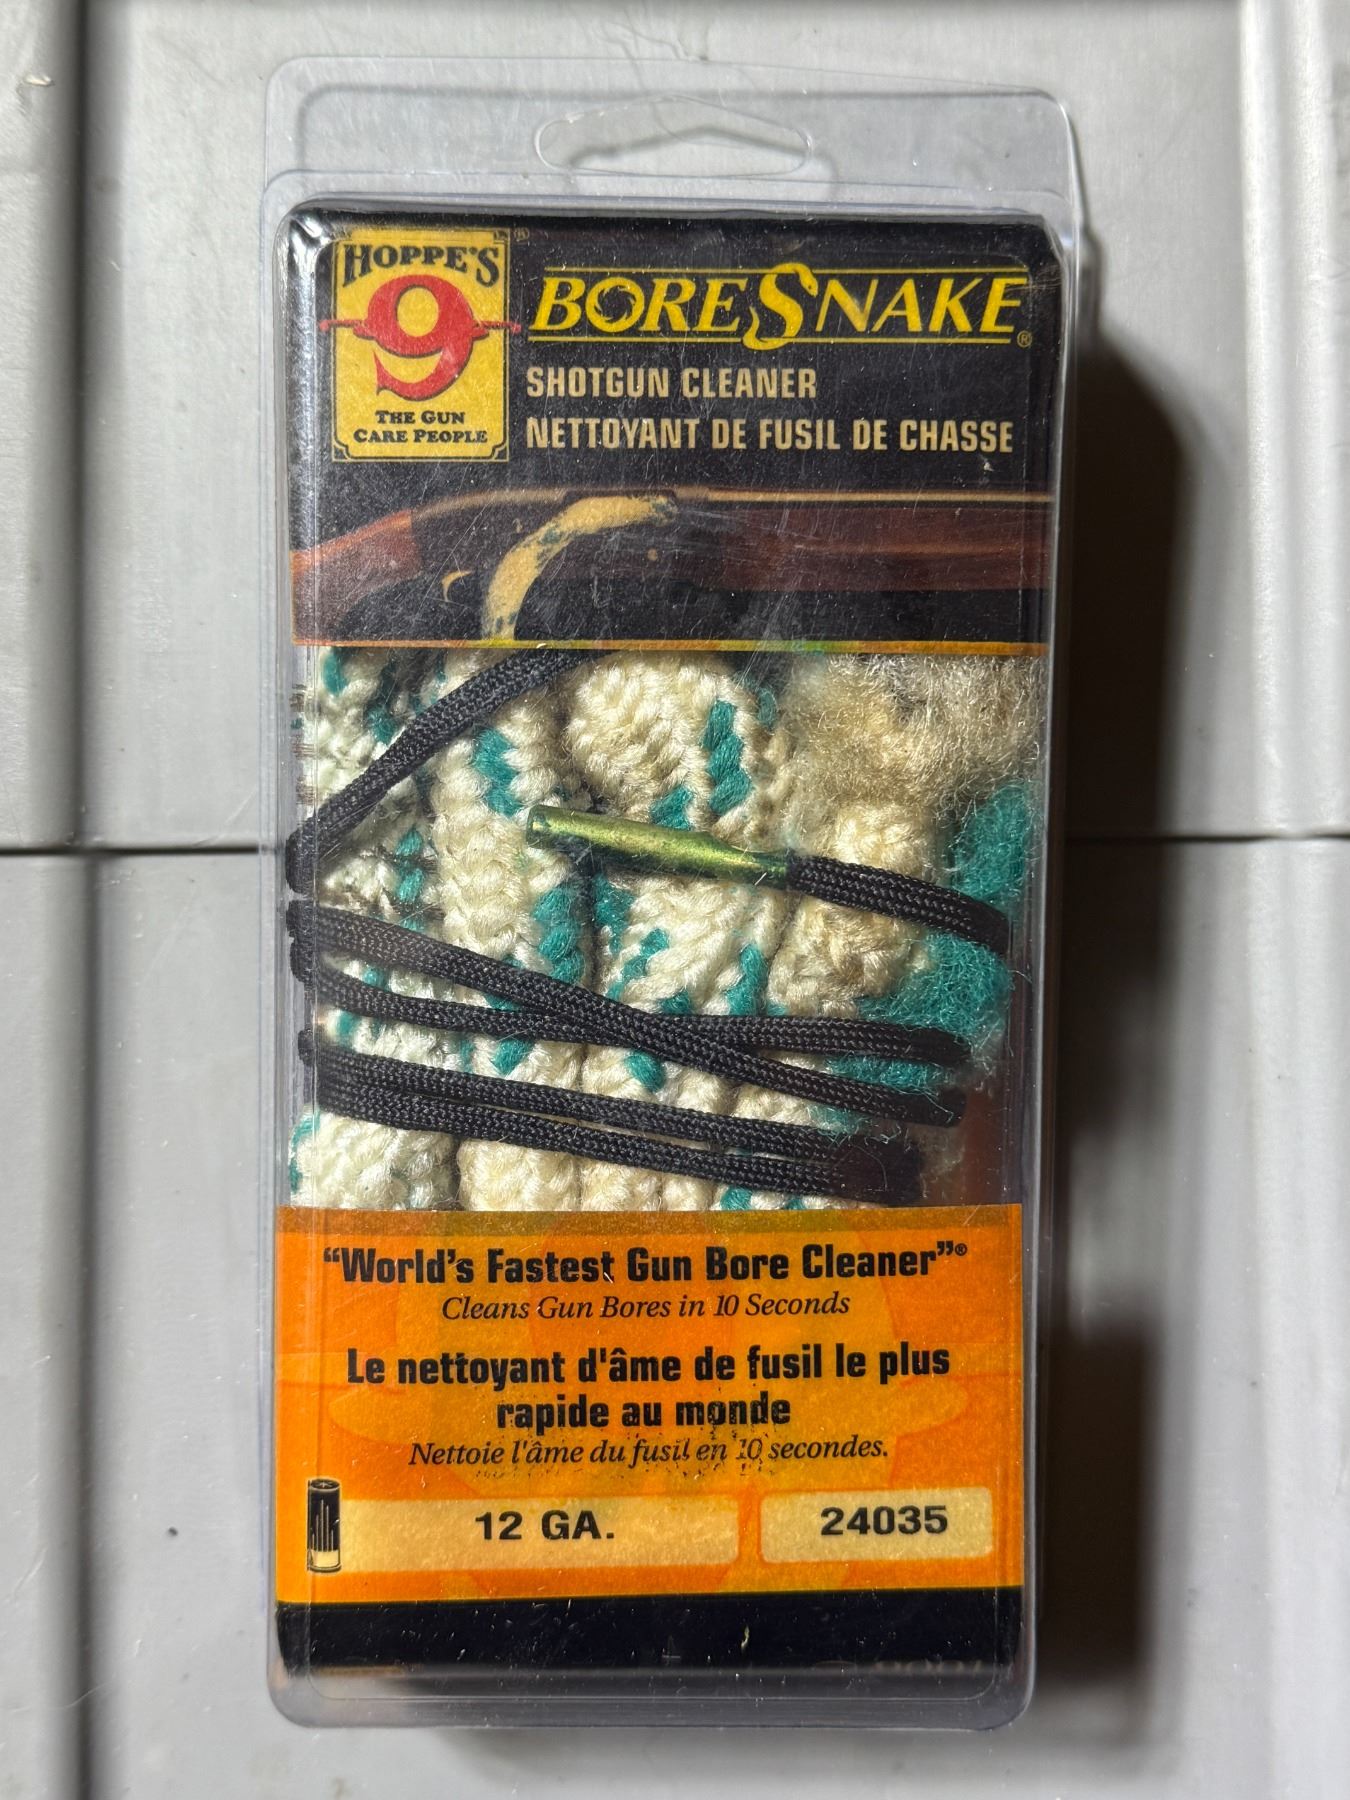 HOPPE'S®
9
THE GUN
CARE PEOPLE
BORESNAKE®
SHOTGUN CLEANER
NETTOYANT DE FUSIL DE CHASSE
“World's Fastest Gun Bore Cleaner”®
Cleans Gun Bores in 10 Seconds
Le nettoyant d'âme de fusil le plus
rapide au monde
Nettoie l'âme du fusil en 10 secondes.
12 GA.
24035